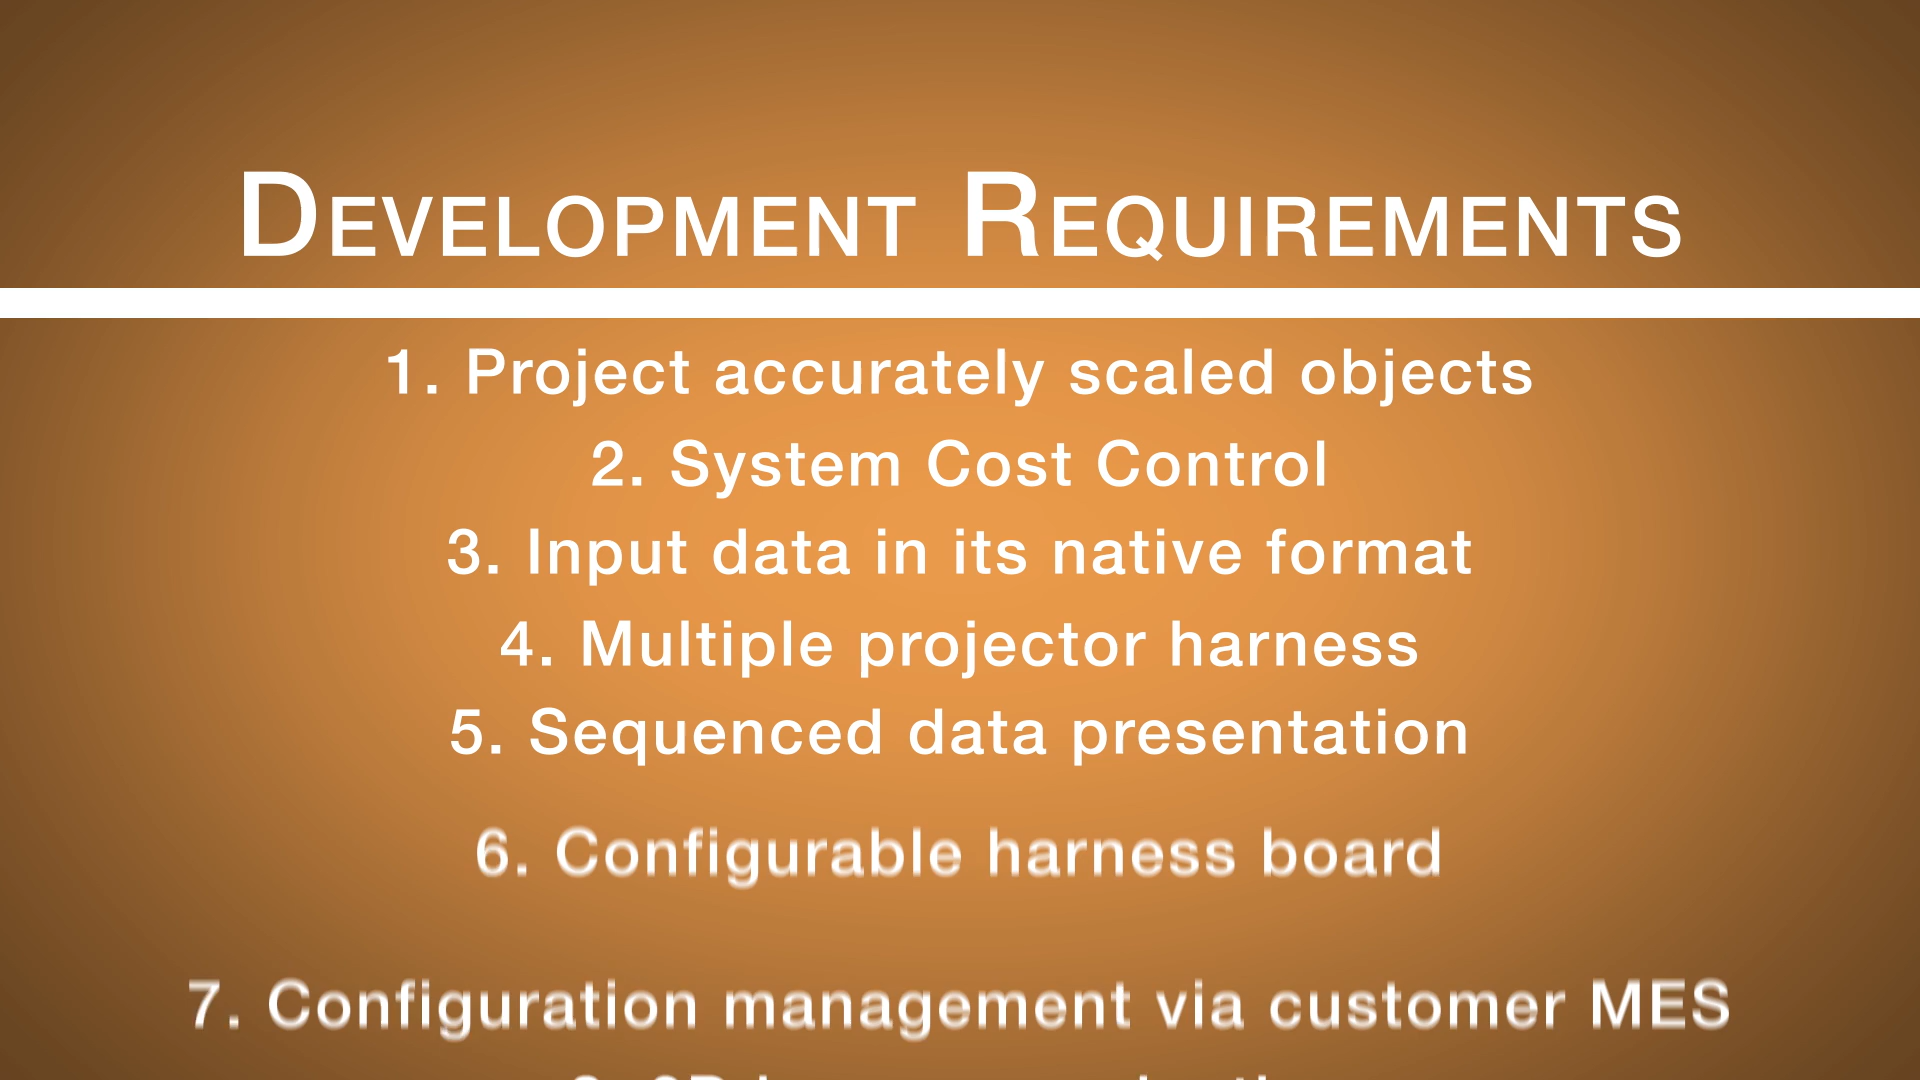 Development Requirements
1. Project accurately scaled objects
2. System Cost Control
3. Input data in its native format
4. Multiple projector harness
5. Sequenced data presentation
6. Configurable harness board
7. Configuration management via customer MES